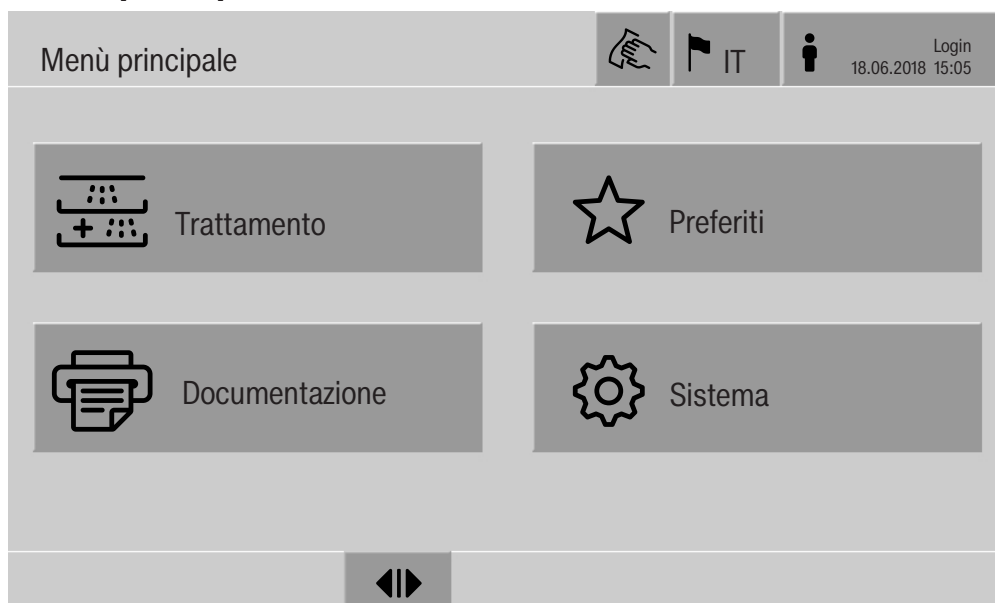 Menù principale
IT
Login
18.06.2018 15:05
Trattamento
Preferiti
Documentazione
Sistema